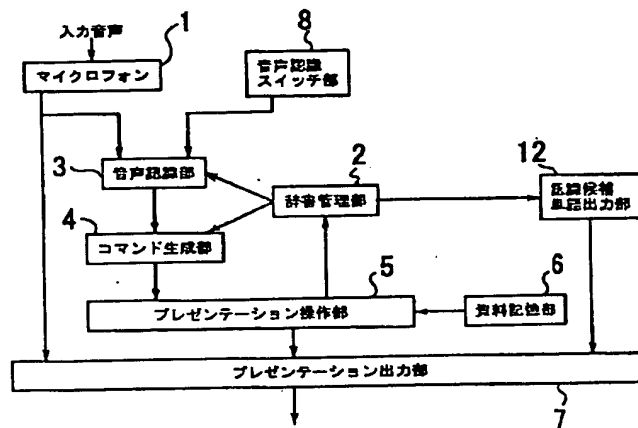 入力音声
1
マイクロフォン
8
音声認識
スイッチ部
3
音声認識部
2
辞書管理部
12
認識候補
単語出力部
4
コマンド生成部
5
プレゼンテーション操作部
6
資料記憶部
プレゼンテーション出力部
7